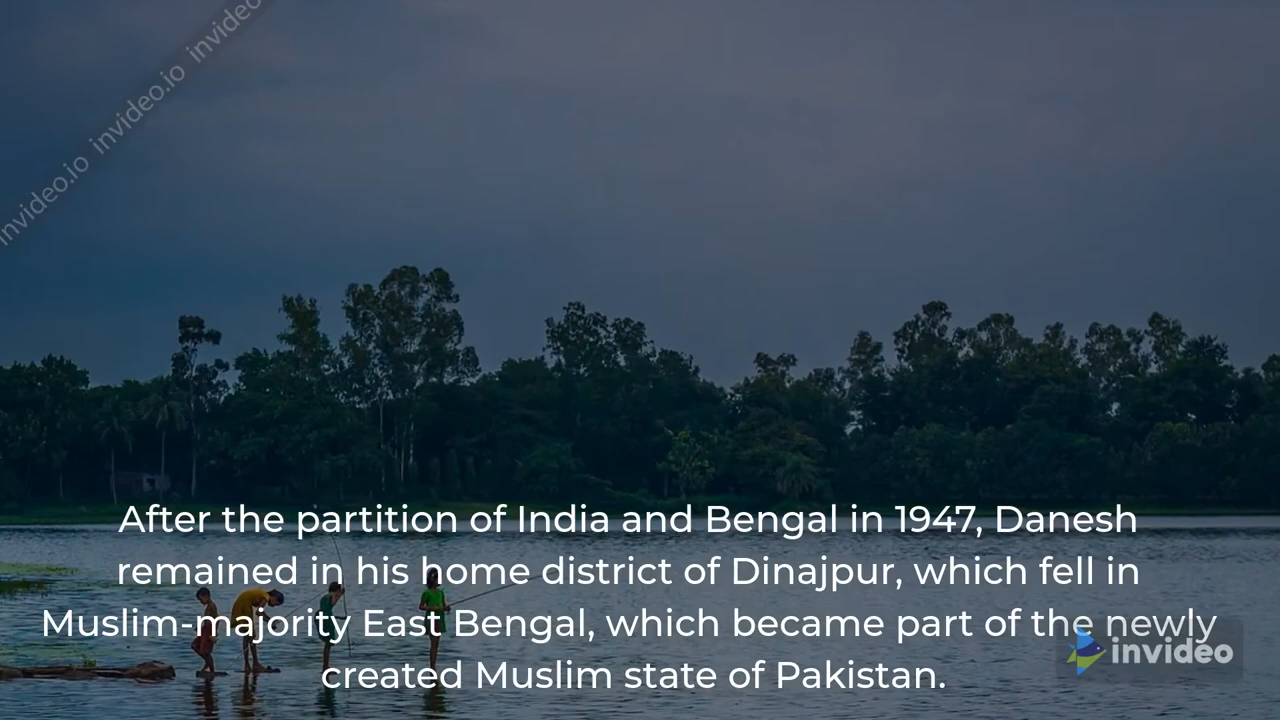 invideo.io invideo.io invideo
After the partition of India and Bengal in 1947, Danesh
remained in his home district of Dinajpur, which fell in
Muslim-majority East Bengal, which became part of the newly
created Muslim state of Pakistan.
invideo